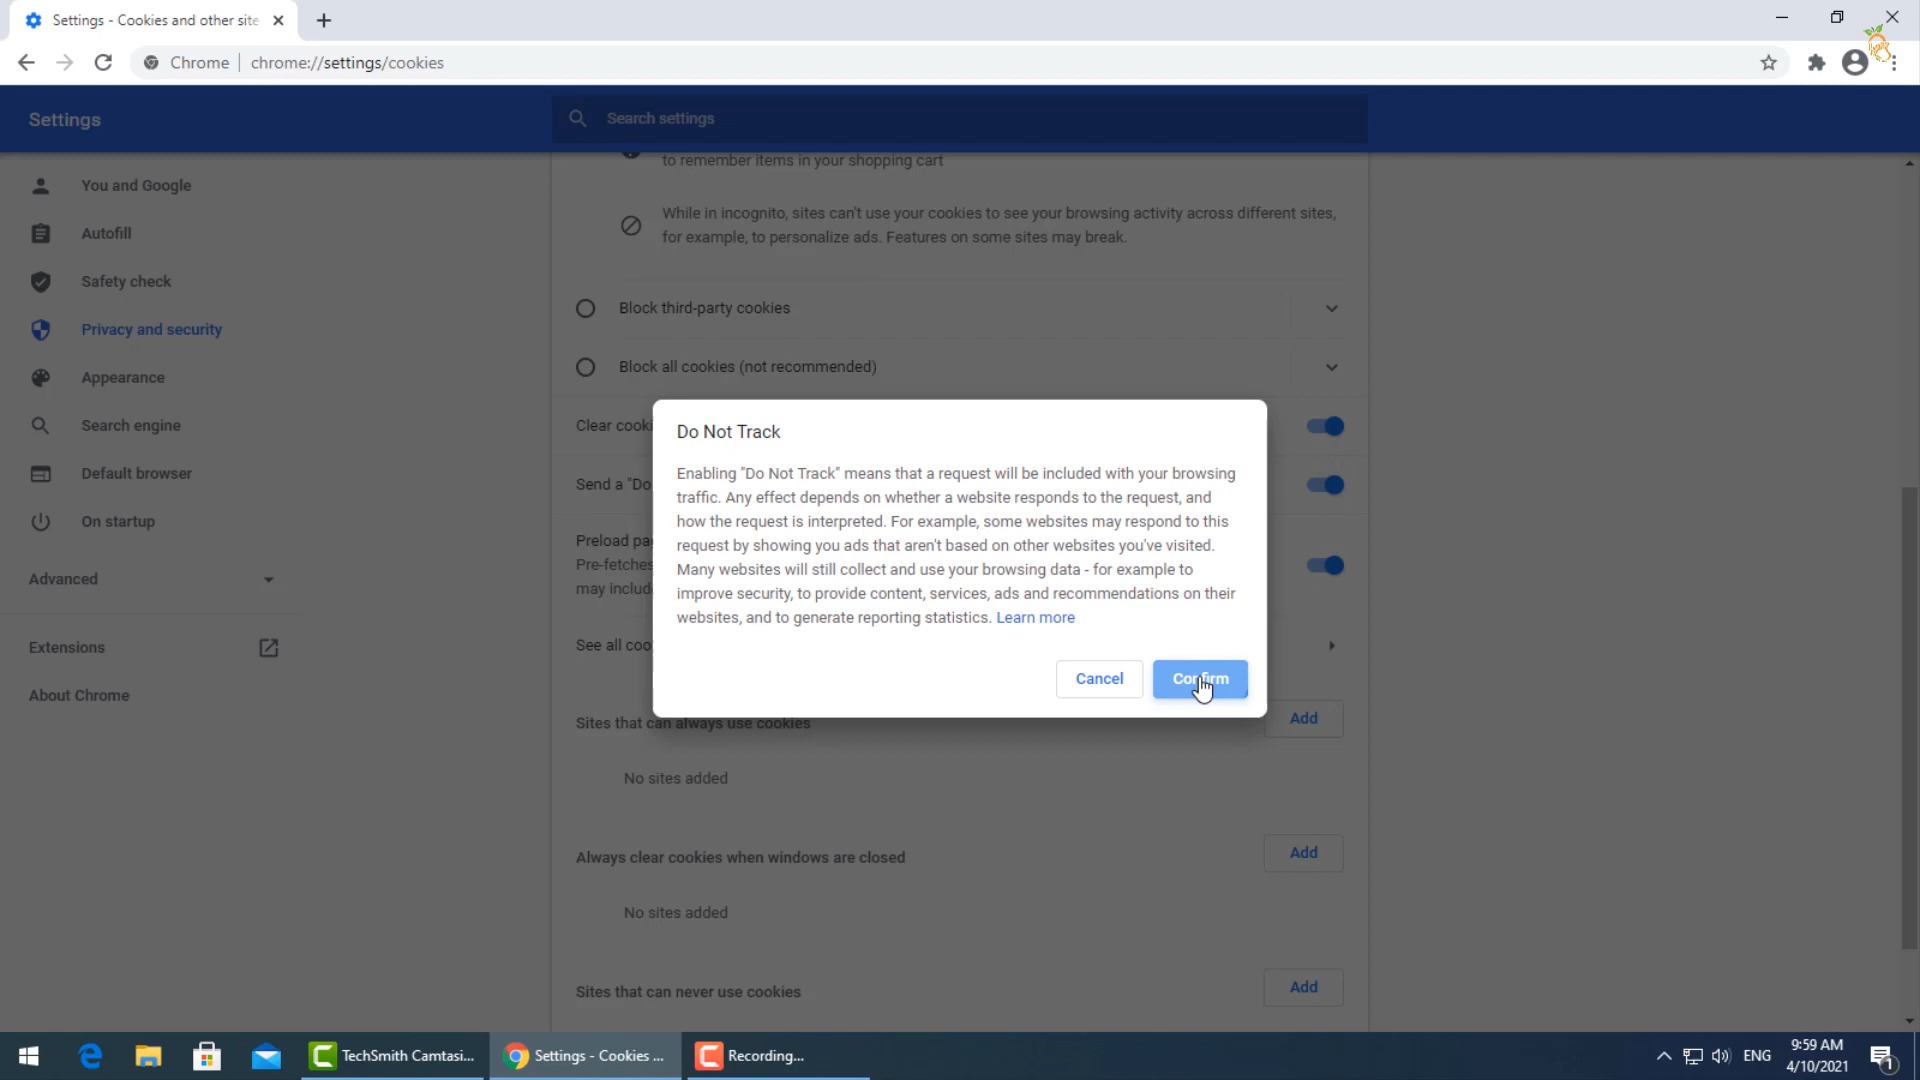 Settings - Cookies and other site
Chrome
chrome://settings/cookies
Settings
Search settings
You and Google
Autofill
Safety check
Privacy and security
Appearance
Search engine
Default browser
On startup
Advanced
Extensions
About Chrome
to remember items in your shopping cart
While in incognito, sites can't use your cookies to see your browsing activity across different sites,
for example, to personalize ads. Features on some sites may break.
Block third-party cookies
Block all cookies (not recommended)
Clear cooki
Send a "Do
Preload pa
Pre-fetches
may includ
See all coo
Do Not Track
Enabling "Do Not Track" means that a request will be included with your browsing
traffic. Any effect depends on whether a website responds to the request, and
how the request is interpreted. For example, some websites may respond to this
request by showing you ads that aren't based on other websites you've visited.
Many websites will still collect and use your browsing data - for example to
improve security, to provide content, services, ads and recommendations on their
websites, and to generate reporting statistics. Learn more
Cancel
Confirm
Sites that can always use cookies
Add
No sites added
Always clear cookies when windows are closed
Add
No sites added
Sites that can never use cookies
Add
TechSmith Camtasi...
Settings - Cookies ...
Recording...
ENG
9:59 AM
4/10/2021
1